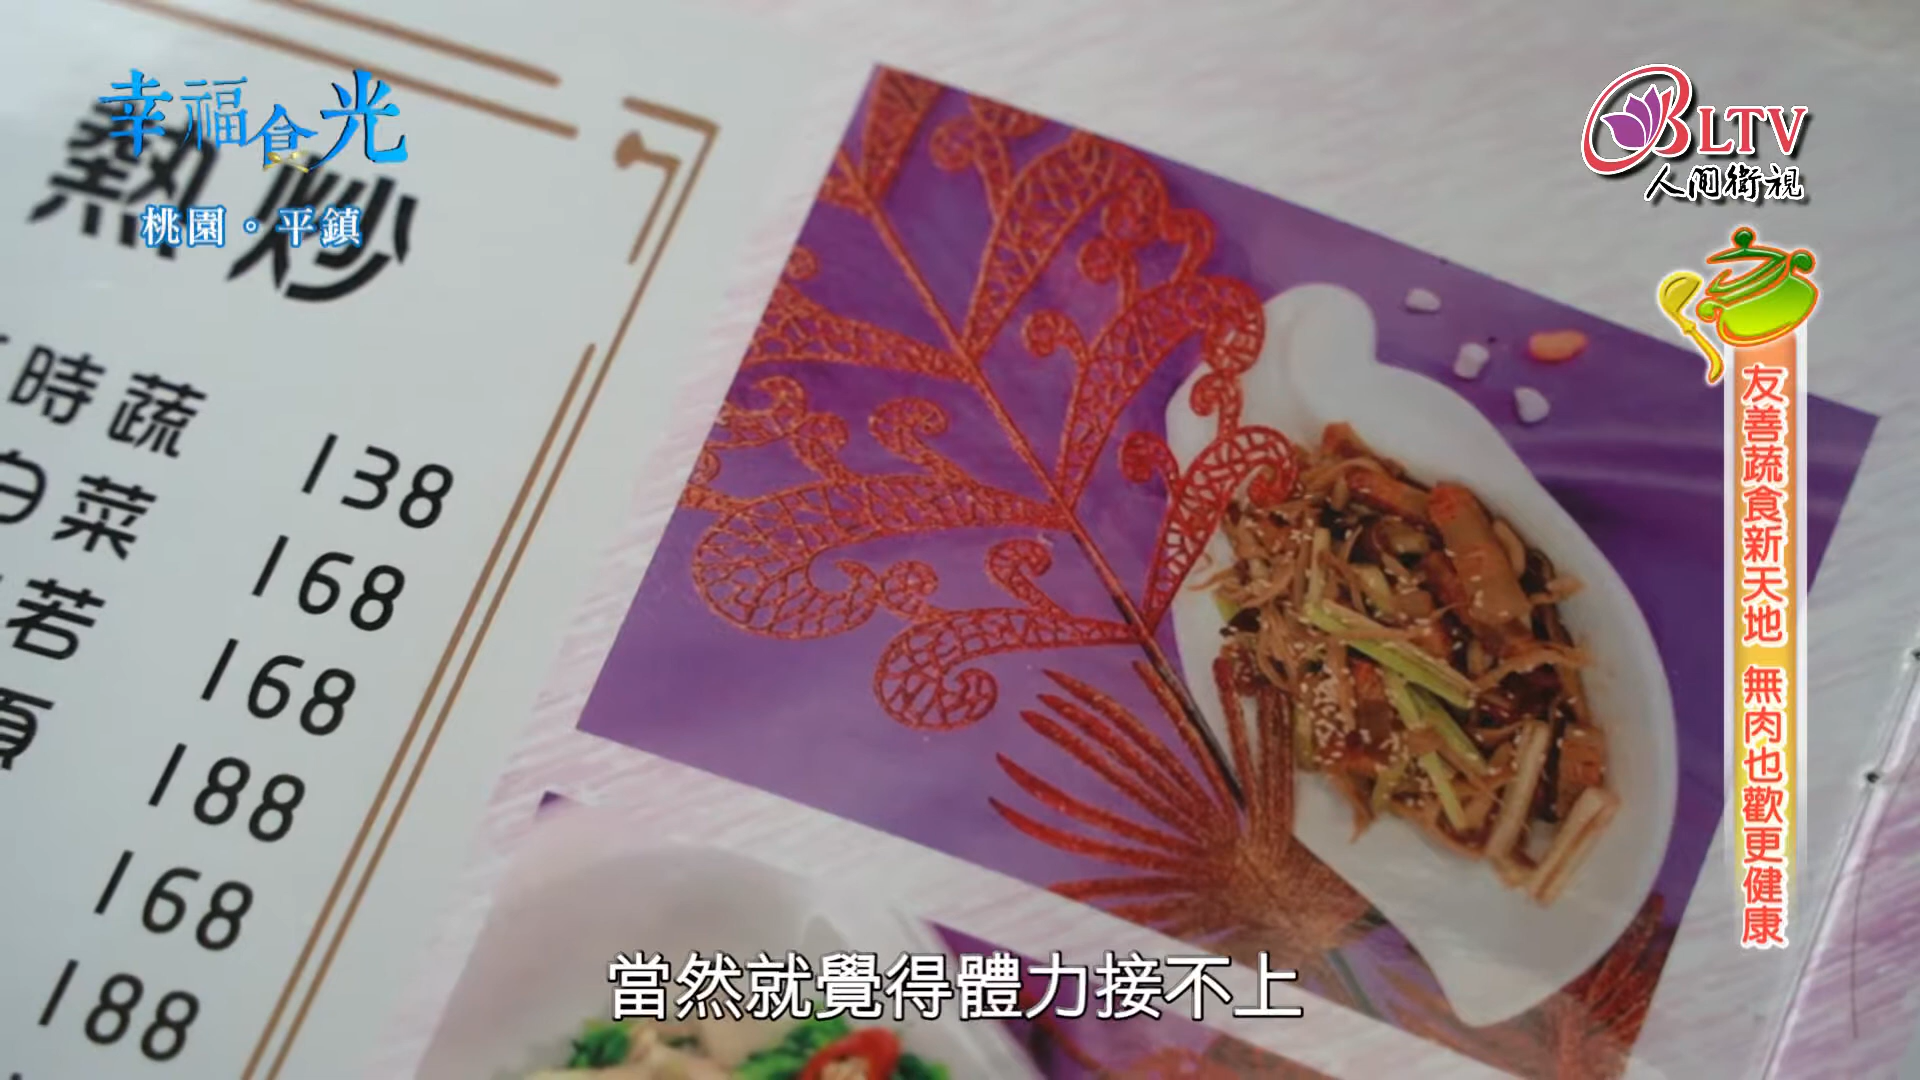 幸福食光
桃園。平鎮
BLTV
人間衛視
友善蔬食新天地 無肉也歡更健康
熱炒
時蔬 138
白菜 168
若 168
頂 188
168
188
當然就覺得體力接不上